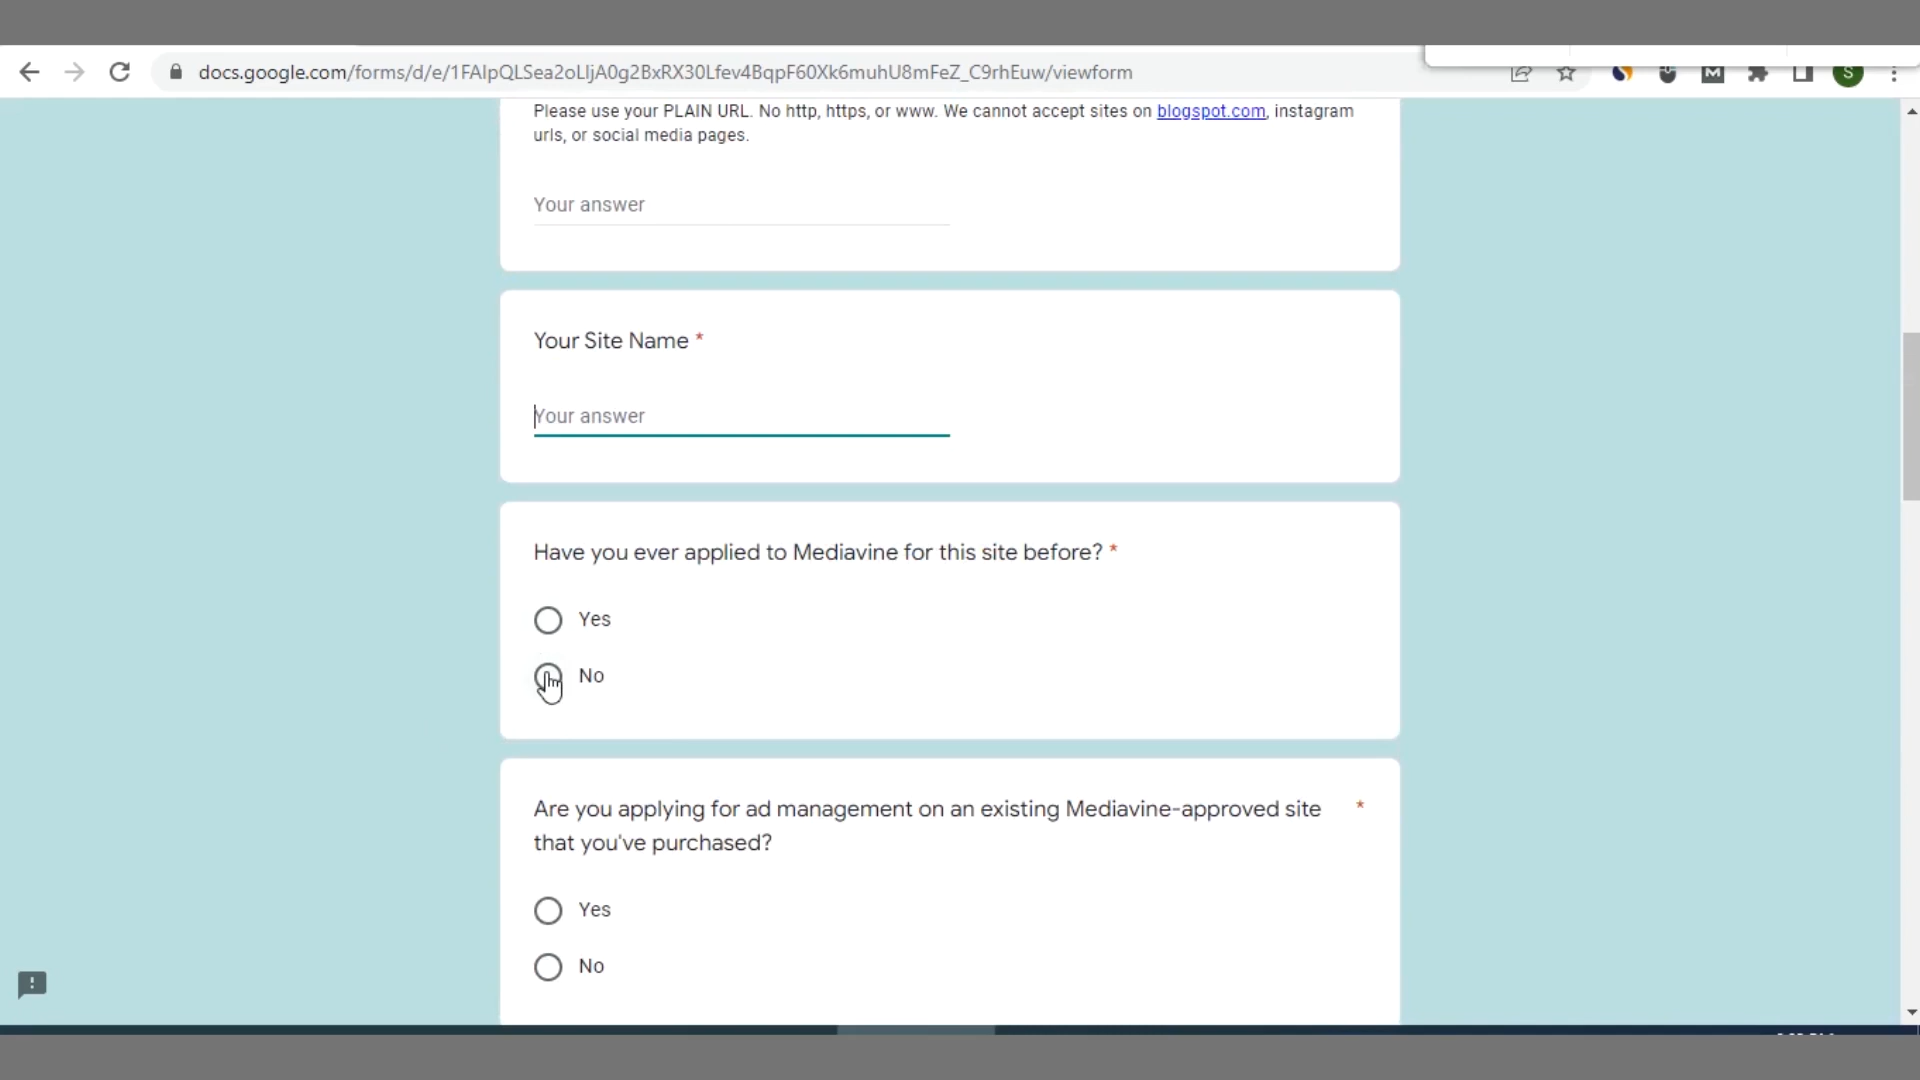 docs.google.com/forms/d/e/1FAIpQLSea2oLIjA0g2BxRX30Lfev4BqpF60Xk6muhU8mFeZ_C9rhEuw/viewform
M
S
Please use your PLAIN URL. No http, https, or www. We cannot accept sites on blogspot.com, instagram
urls, or social media pages.
Your answer
Your Site Name *
Your answer
Have you ever applied to Mediavine for this site before? *
Yes
No
Are you applying for ad management on an existing Mediavine-approved site *
that you've purchased?
Yes
No